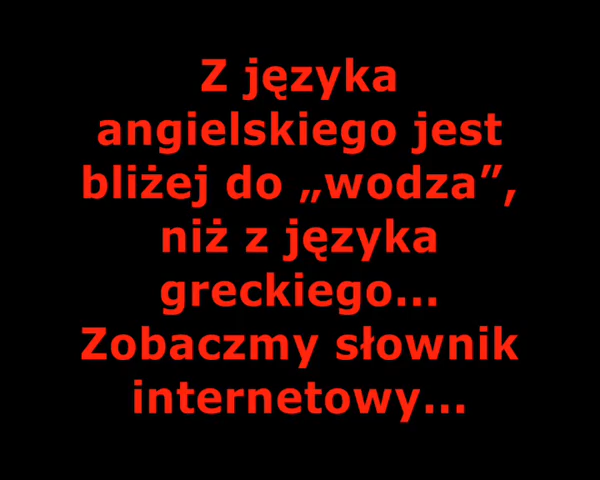 Z języka
angielskiego jest
bliżej do „wodza”,
niż z języka
greckiego...
Zobaczmy słownik
internetowy...